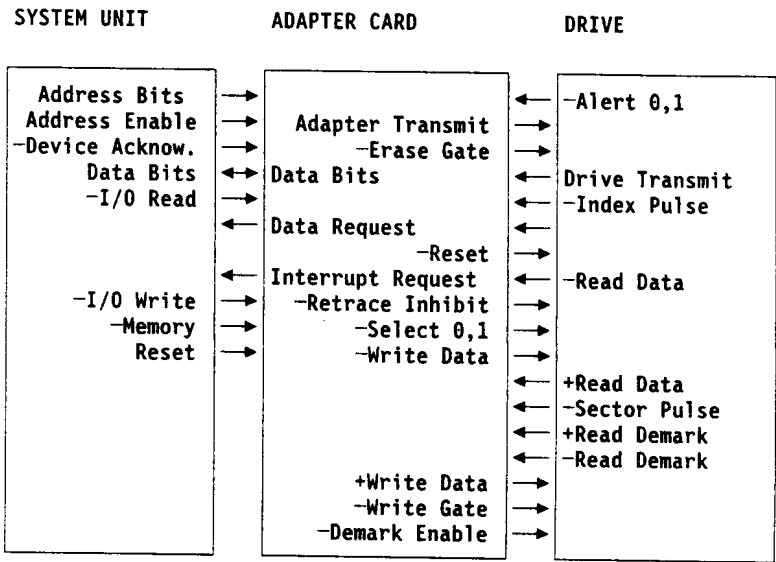 SYSTEM UNIT ADAPTER CARD DRIVE
Address Bits −Alert 0,1
Address Enable Adapter Transmit
−Device Acknow. −Erase Gate
Data Bits Data Bits Drive Transmit
−I/O Read −Index Pulse
Data Request
−Reset
Interrupt Request −Read Data
−I/O Write −Retrace Inhibit
−Memory −Select 0,1
Reset −Write Data
+Read Data
−Sector Pulse
+Read Demark
−Read Demark
+Write Data
−Write Gate
−Demark Enable